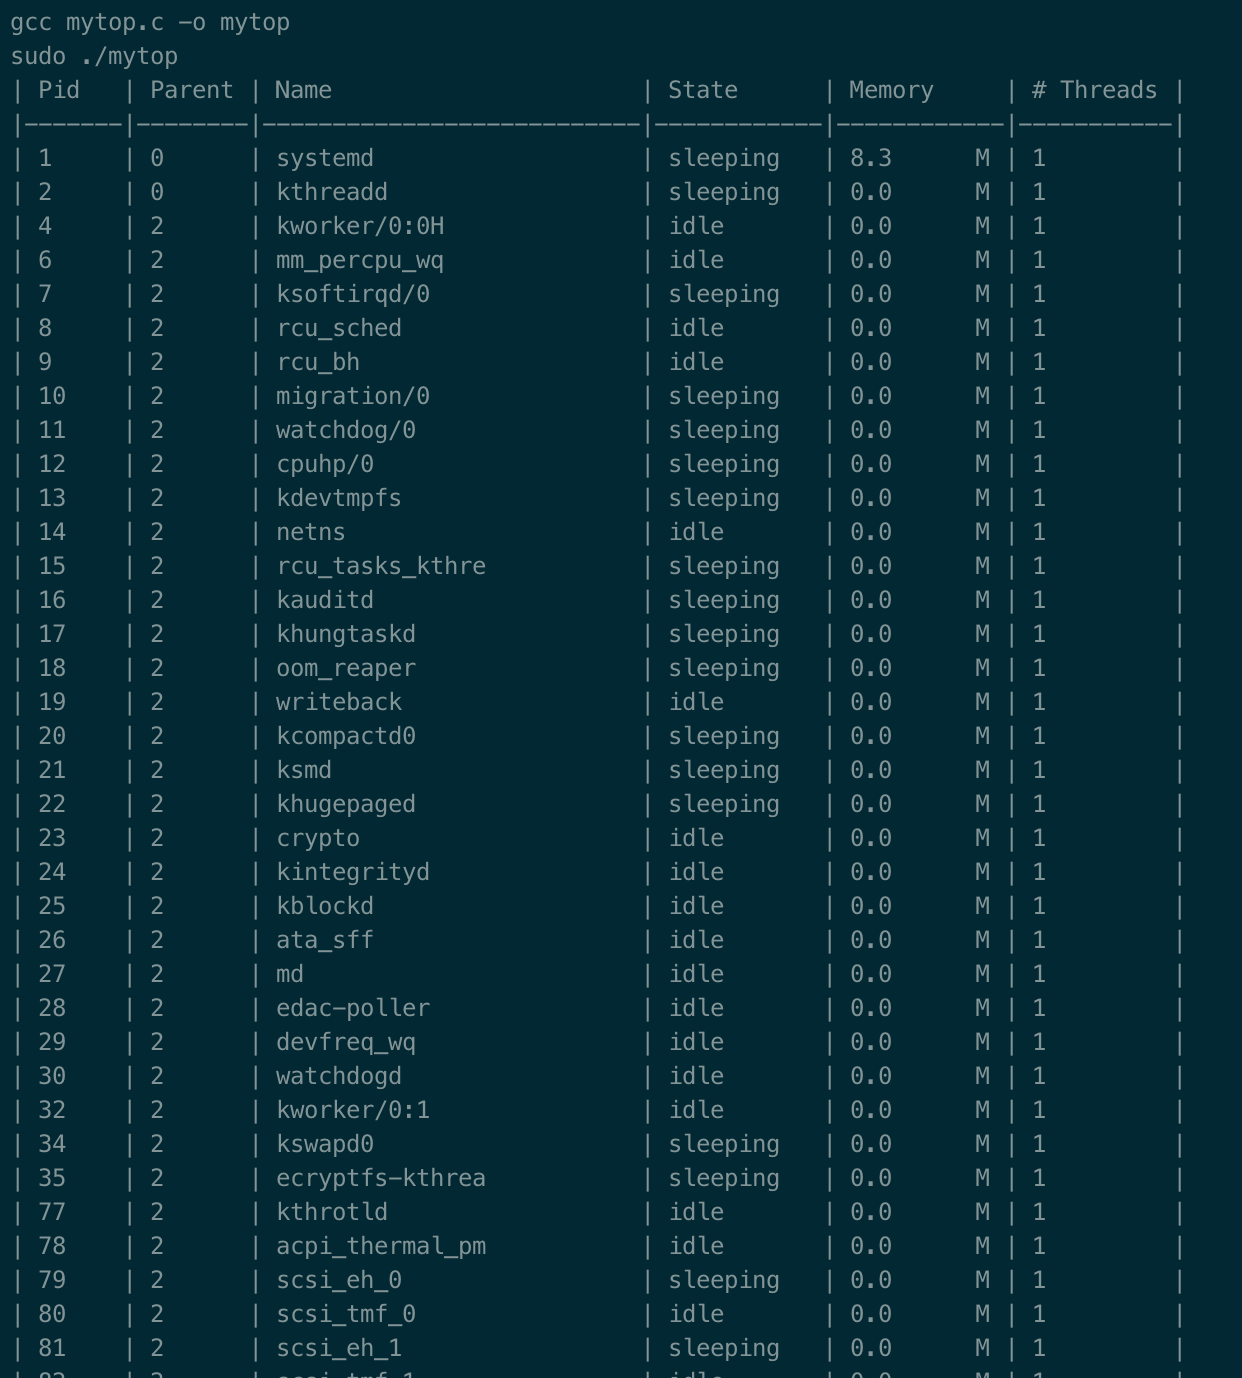 gcc mytop.c -o mytop
sudo ./mytop
| Pid   | Parent | Name                      | State      | Memory     | # Threads |
|-------|--------|---------------------------|------------|------------|-----------|
| 1     | 0      | systemd                   | sleeping   | 8.3      M | 1         |
| 2     | 0      | kthreadd                  | sleeping   | 0.0      M | 1         |
| 4     | 2      | kworker/0:0H              | idle       | 0.0      M | 1         |
| 6     | 2      | mm_percpu_wq              | idle       | 0.0      M | 1         |
| 7     | 2      | ksoftirqd/0               | sleeping   | 0.0      M | 1         |
| 8     | 2      | rcu_sched                 | idle       | 0.0      M | 1         |
| 9     | 2      | rcu_bh                    | idle       | 0.0      M | 1         |
| 10    | 2      | migration/0               | sleeping   | 0.0      M | 1         |
| 11    | 2      | watchdog/0                | sleeping   | 0.0      M | 1         |
| 12    | 2      | cpuhp/0                   | sleeping   | 0.0      M | 1         |
| 13    | 2      | kdevtmpfs                 | sleeping   | 0.0      M | 1         |
| 14    | 2      | netns                     | idle       | 0.0      M | 1         |
| 15    | 2      | rcu_tasks_kthre           | sleeping   | 0.0      M | 1         |
| 16    | 2      | kauditd                   | sleeping   | 0.0      M | 1         |
| 17    | 2      | khungtaskd                | sleeping   | 0.0      M | 1         |
| 18    | 2      | oom_reaper                | sleeping   | 0.0      M | 1         |
| 19    | 2      | writeback                 | idle       | 0.0      M | 1         |
| 20    | 2      | kcompactd0                | sleeping   | 0.0      M | 1         |
| 21    | 2      | ksmd                      | sleeping   | 0.0      M | 1         |
| 22    | 2      | khugepaged                | sleeping   | 0.0      M | 1         |
| 23    | 2      | crypto                    | idle       | 0.0      M | 1         |
| 24    | 2      | kintegrityd               | idle       | 0.0      M | 1         |
| 25    | 2      | kblockd                   | idle       | 0.0      M | 1         |
| 26    | 2      | ata_sff                   | idle       | 0.0      M | 1         |
| 27    | 2      | md                        | idle       | 0.0      M | 1         |
| 28    | 2      | edac-poller               | idle       | 0.0      M | 1         |
| 29    | 2      | devfreq_wq                | idle       | 0.0      M | 1         |
| 30    | 2      | watchdogd                 | idle       | 0.0      M | 1         |
| 32    | 2      | kworker/0:1               | idle       | 0.0      M | 1         |
| 34    | 2      | kswapd0                   | sleeping   | 0.0      M | 1         |
| 35    | 2      | ecryptfs-kthrea           | sleeping   | 0.0      M | 1         |
| 77    | 2      | kthrotld                  | idle       | 0.0      M | 1         |
| 78    | 2      | acpi_thermal_pm           | idle       | 0.0      M | 1         |
| 79    | 2      | scsi_eh_0                 | sleeping   | 0.0      M | 1         |
| 80    | 2      | scsi_tmf_0                | idle       | 0.0      M | 1         |
| 81    | 2      | scsi_eh_1                 | sleeping   | 0.0      M | 1         |